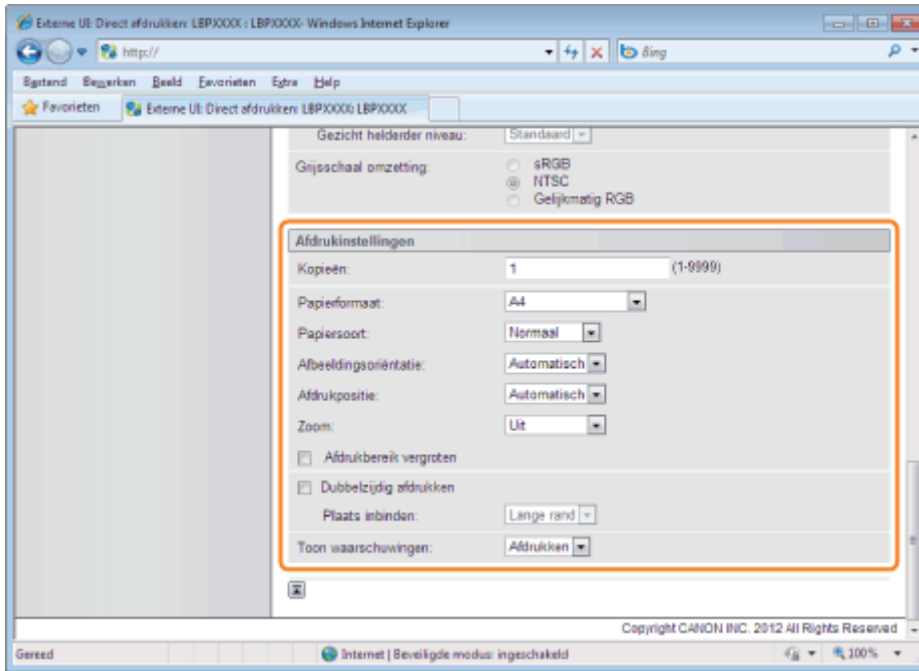 Externe UI: Direct afdrukken: LBPXXXX : LBPXXXX- Windows Internet Explorer
http://
Bing
Bestand Bewerken Beeld Favorieten Extra Help
Favorieten Externe UI: Direct afdrukken: LBPXXXX: LBPXXXX
Gezicht helderder niveau: Standaard
Grijsschaal omzetting: sRGB
NTSC
Gelijkmatig RGB
Afdrukinstellingen
Kopieën: 1 (1-9999)
Papierformaat: A4
Papiersoort: Normaal
Afbeeldingsoriëntatie: Automatisch
Afdrukpositie: Automatisch
Zoom: Uit
Afdrukbereik vergroten
Dubbelzijdig afdrukken
Plaats inbinden: Lange rand
Toon waarschuwingen: Afdrukken
Copyright CANON INC. 2012 All Rights Reserved
Gereed Internet | Beveiligde modus: ingeschakeld 100%